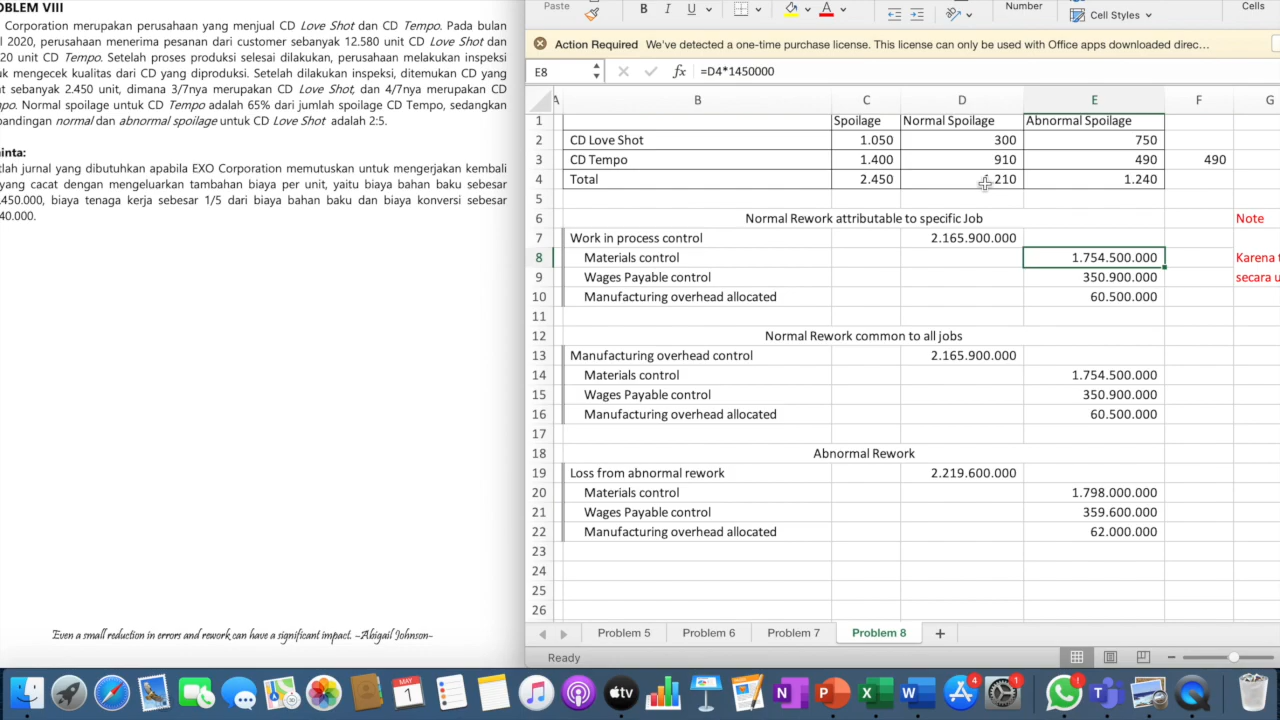 OBLEM VIII
Corporation merupakan perusahaan yang menjual CD Love Shot dan CD Tempo. Pada bulan
l 2020, perusahaan menerima pesanan dari customer sebanyak 12.580 unit CD Love Shot dan
20 unit CD Tempo. Setelah proses produksi selesai dilakukan, perusahaan melakukan inspeksi
uk mengecek kualitas dari CD yang diproduksi. Setelah dilakukan inspeksi, ditemukan CD yang
at sebanyak 2.450 unit, dimana 3/7nya merupakan CD Love Shot, dan 4/7nya merupakan CD
npo. Normal spoilage untuk CD Tempo adalah 65% dari jumlah spoilage CD Tempo, sedangkan
bandingan normal dan abnormal spoilage untuk CD Love Shot adalah 2:5.
ninta:
tlah jurnal yang dibutuhkan apabila EXO Corporation memutuskan untuk mengerjakan kembali
yang cacat dengan mengeluarkan tambahan biaya per unit, yaitu biaya bahan baku sebesar
.450.000, biaya tenaga kerja sebesar 1/5 dari biaya bahan baku dan biaya konversi sebesar
40.000.
Even a small reduction in errors and rework can have a significant impact. –Abigail Johnson–
Paste B I U A Number Cell Styles Cells
Action Required We've detected a one-time purchase license. This license can only be used with Office apps downloaded direc...
E8 fx =D4*1450000
A B C D E F G
1 Spoilage Normal Spoilage Abnormal Spoilage
2 CD Love Shot 1.050 300 750
3 CD Tempo 1.400 910 490 490
4 Total 2.450 1.210 1.240
5
6 Normal Rework attributable to specific Job Note
7 Work in process control 2.165.900.000
8 Materials control 1.754.500.000 Karena t
9 Wages Payable control 350.900.000 secara u
10 Manufacturing overhead allocated 60.500.000
11
12 Normal Rework common to all jobs
13 Manufacturing overhead control 2.165.900.000
14 Materials control 1.754.500.000
15 Wages Payable control 350.900.000
16 Manufacturing overhead allocated 60.500.000
17
18 Abnormal Rework
19 Loss from abnormal rework 2.219.600.000
20 Materials control 1.798.000.000
21 Wages Payable control 359.600.000
22 Manufacturing overhead allocated 62.000.000
23
24
25
26
Problem 5 Problem 6 Problem 7 Problem 8 +
Ready
MAY 1 tv N P X W 4 1 1 T